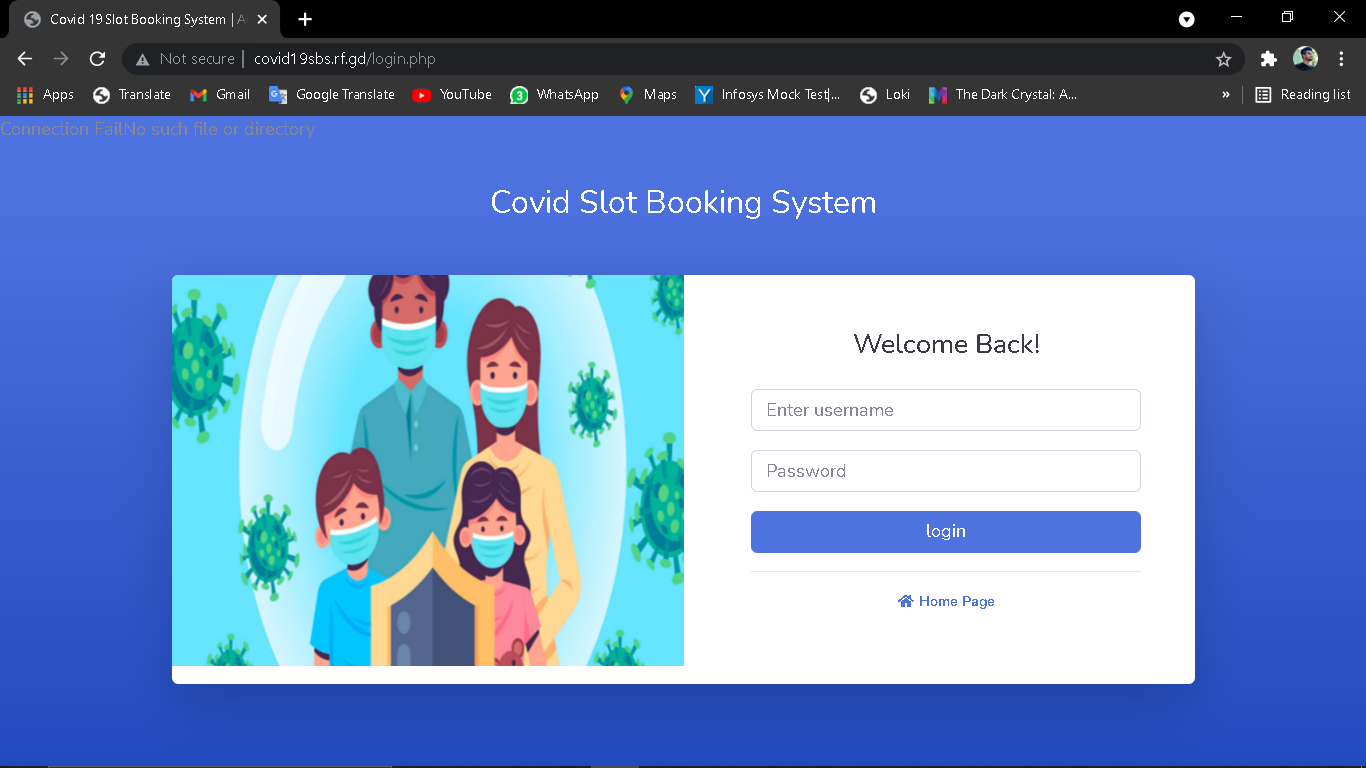 Covid 19 Slot Booking System | A
Not secure | covid19sbs.rf.gd/login.php
Apps Translate Gmail Google Translate YouTube 3 WhatsApp Maps Y Infosys Mock Test|... Loki The Dark Crystal: A... » Reading list
Connection FailNo such file or directory
Covid Slot Booking System
Welcome Back!
Enter username
Password
login
Home Page